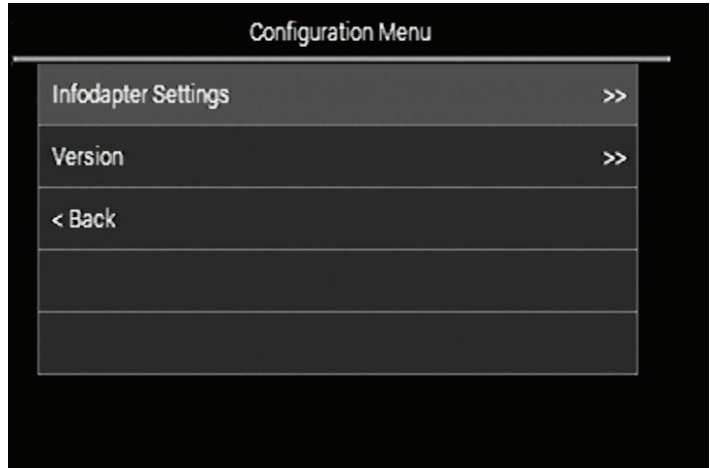 Configuration Menu
Infodapter Settings >>
Version >>
< Back